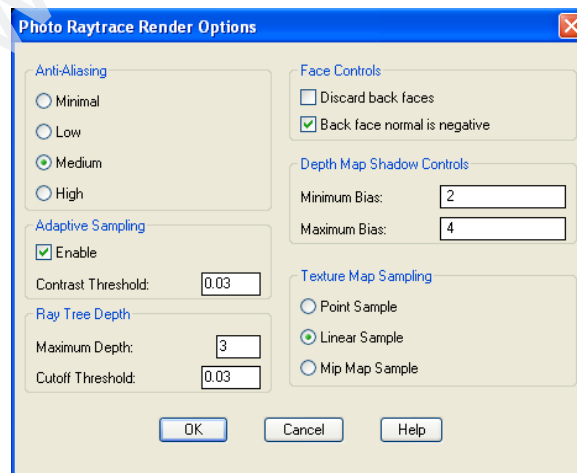 Photo Raytrace Render Options
Anti-Aliasing
Minimal
Low
Medium
High
Adaptive Sampling
Enable
Contrast Threshold: 0.03
Ray Tree Depth
Maximum Depth: 3
Cutoff Threshold: 0.03
Face Controls
Discard back faces
Back face normal is negative
Depth Map Shadow Controls
Minimum Bias: 2
Maximum Bias: 4
Texture Map Sampling
Point Sample
Linear Sample
Mip Map Sample
OK Cancel Help